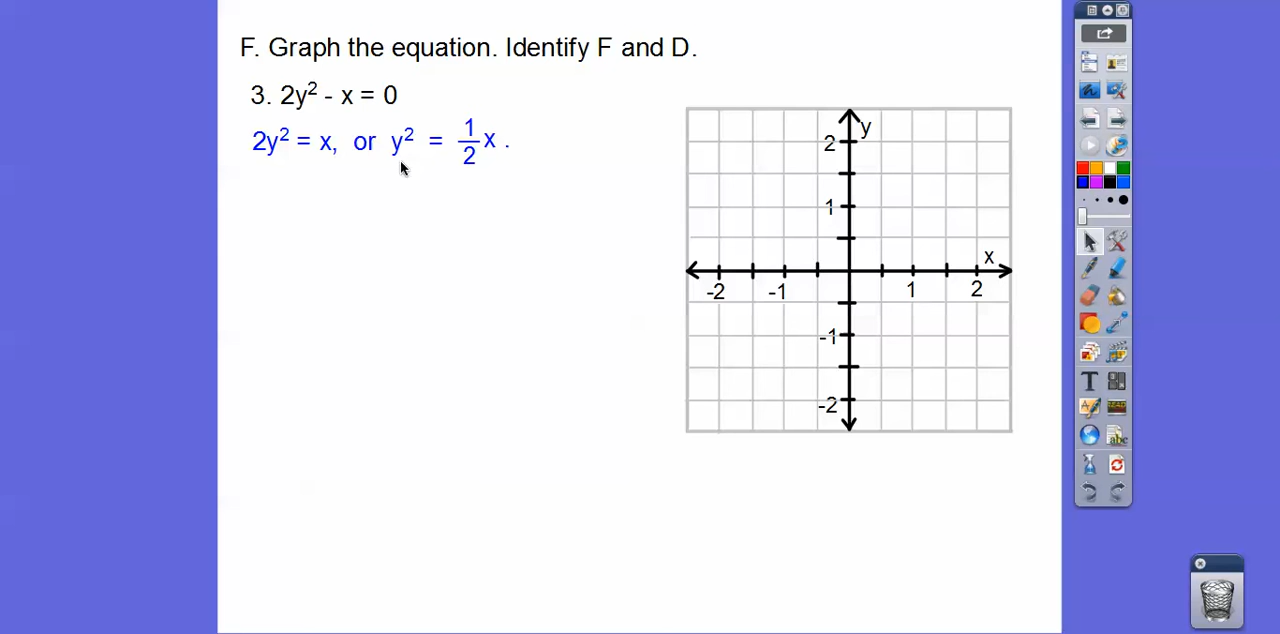 F. Graph the equation. Identify F and D.
3. 2y² - x = 0
2y² = x, or y² = 1/2 x .
y
2
1
x
-2 -1 1 2
-1
-2
T
abc